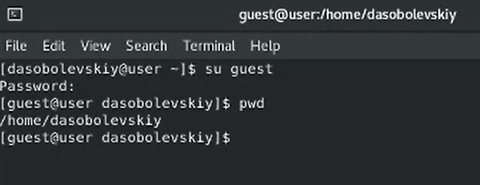 guest@user:/home/dasobolevskiy
File Edit View Search Terminal Help
[dasobolevskiy@user ~]$ su guest
Password:
[guest@user dasobolevskiy]$ pwd
/home/dasobolevskiy
[guest@user dasobolevskiy]$